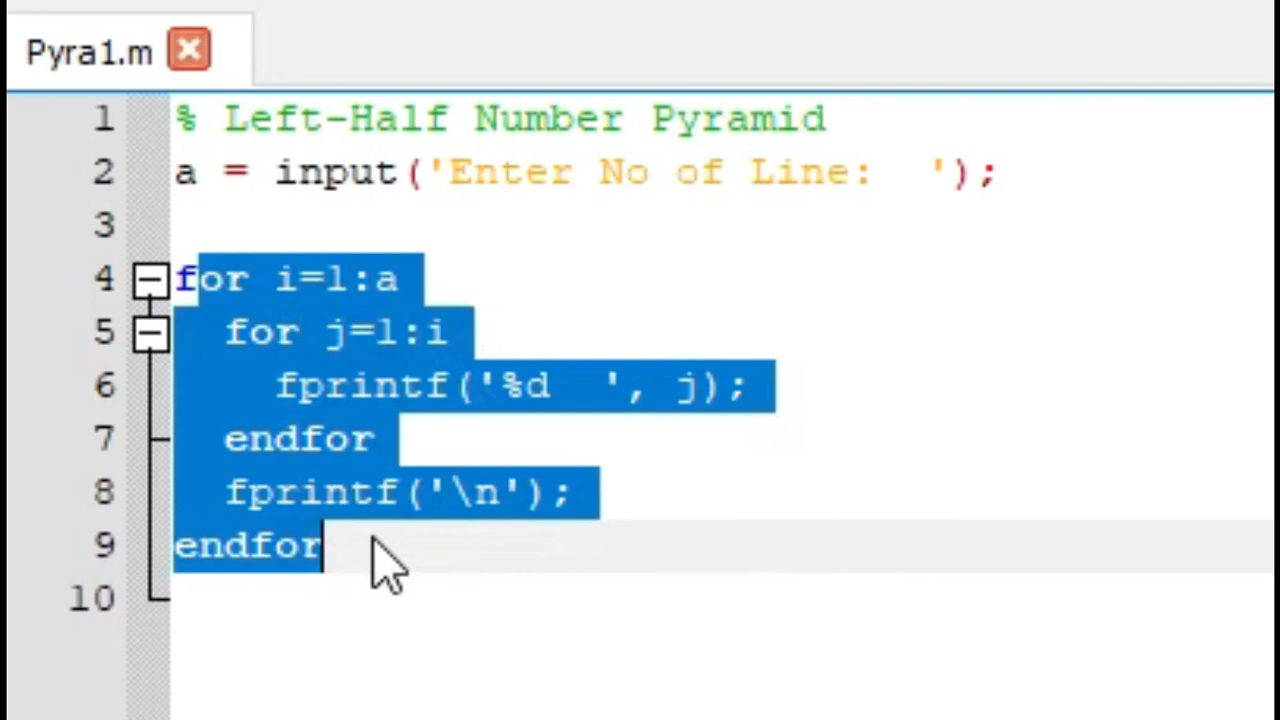 Pyra1.m
1 % Left-Half Number Pyramid
2 a = input('Enter No of Line:  ');
3
4 for i=1:a
5   for j=1:i
6     fprintf('%d  ', j);
7   endfor
8   fprintf('\n');
9 endfor
10